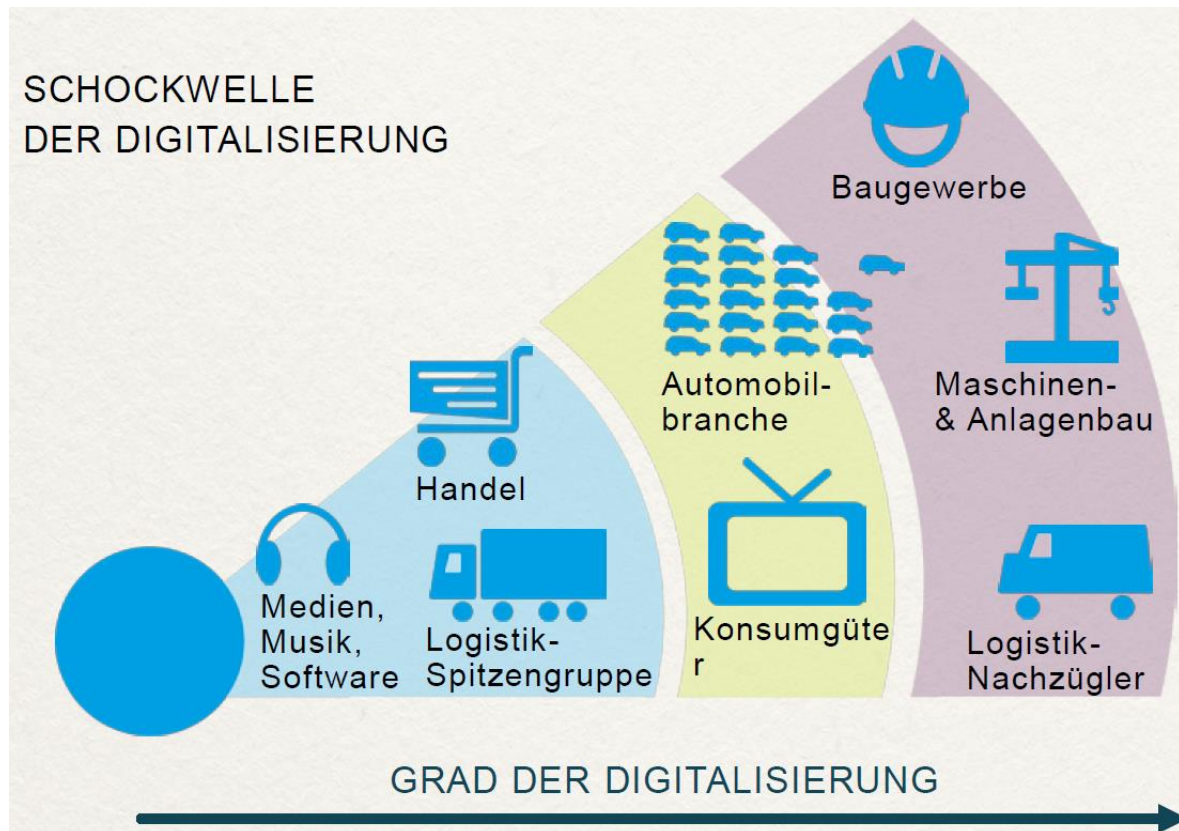 SCHOCKWELLE
DER DIGITALISIERUNG
Baugewerbe
Automobil-
branche
Maschinen-
& Anlagenbau
Handel
Medien,
Musik,
Software
Logistik-
Spitzengruppe
Konsumgüte
r
Logistik-
Nachzügler
GRAD DER DIGITALISIERUNG